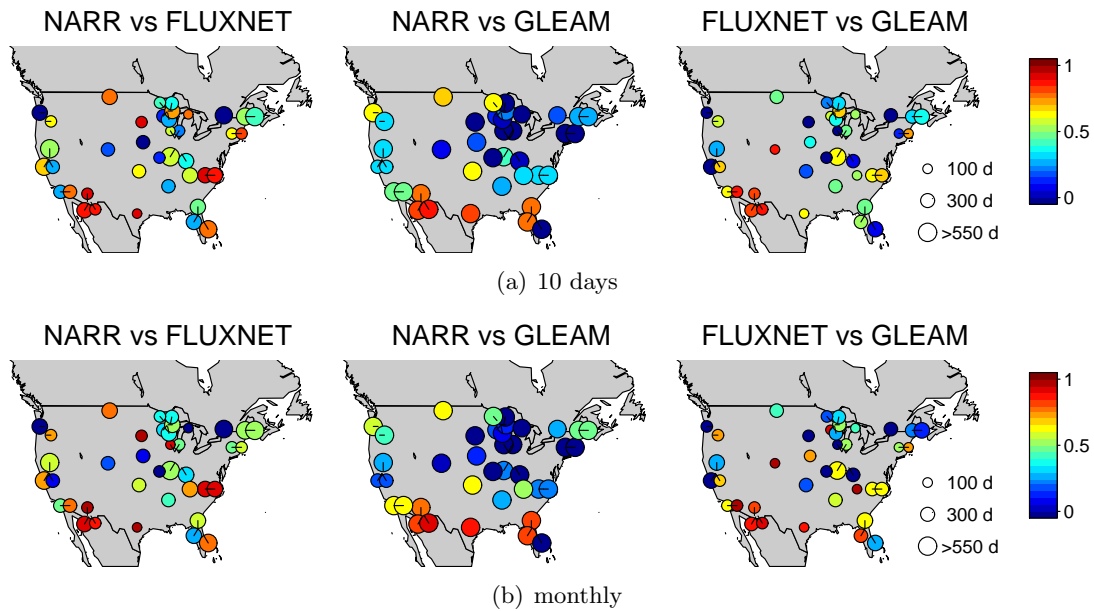 NARR vs FLUXNET
NARR vs GLEAM
FLUXNET vs GLEAM
1
0.5
0
100 d
300 d
>550 d
(a) 10 days
NARR vs FLUXNET
NARR vs GLEAM
FLUXNET vs GLEAM
1
0.5
0
100 d
300 d
>550 d
(b) monthly